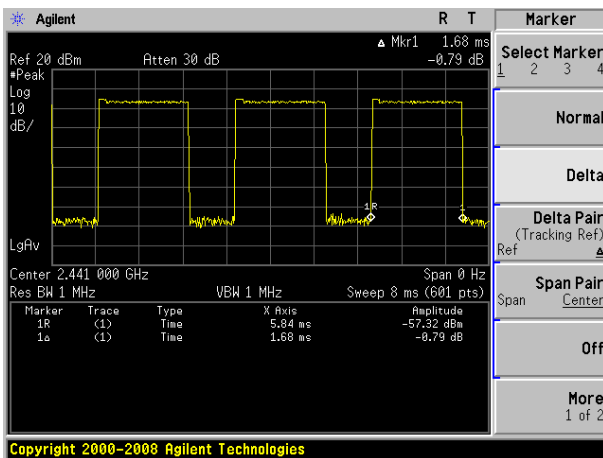 Agilent R T Marker
Δ Mkr1 1.68 ms
Ref 20 dBm Atten 30 dB -0.79 dB
#Peak
Log
10
dB/
1R
1
LgAv
Center 2.441 000 GHz Span 0 Hz
Res BW 1 MHz VBW 1 MHz Sweep 8 ms (601 pts)
Marker Trace Type X Axis Amplitude
1R (1) Time 5.84 ms -57.32 dBm
1Δ (1) Time 1.68 ms -0.79 dB
Select Marker
1 2 3 4
Normal
Delta
Delta Pair
(Tracking Ref)
Ref Δ
Span Pair
Span Center
Off
More
1 of 2
Copyright 2000-2008 Agilent Technologies